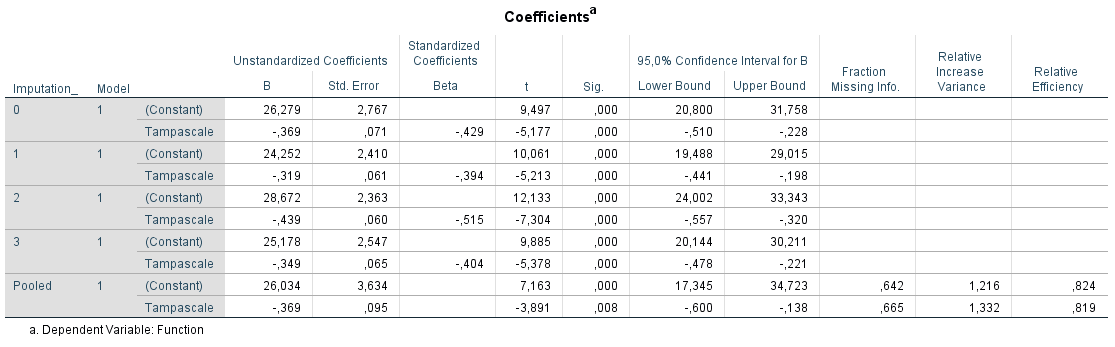 Coefficientsa
Standardized
Unstandardized Coefficients Coefficients 95,0% Confidence Interval for B Fraction Relative Increase Relative
Imputation_ Model B Std. Error Beta t Sig. Lower Bound Upper Bound Missing Info. Variance Efficiency
0 1 (Constant) 26,279 2,767 9,497 ,000 20,800 31,758
Tampascale -,369 ,071 -,429 -5,177 ,000 -,510 -,228
1 1 (Constant) 24,252 2,410 10,061 ,000 19,488 29,015
Tampascale -,319 ,061 -,394 -5,213 ,000 -,441 -,198
2 1 (Constant) 28,672 2,363 12,133 ,000 24,002 33,343
Tampascale -,439 ,060 -,515 -7,304 ,000 -,557 -,320
3 1 (Constant) 25,178 2,547 9,885 ,000 20,144 30,211
Tampascale -,349 ,065 -,404 -5,378 ,000 -,478 -,221
Pooled 1 (Constant) 26,034 3,634 7,163 ,000 17,345 34,723 ,642 1,216 ,824
Tampascale -,369 ,095 -3,891 ,008 -,600 -,138 ,665 1,332 ,819
a. Dependent Variable: Function